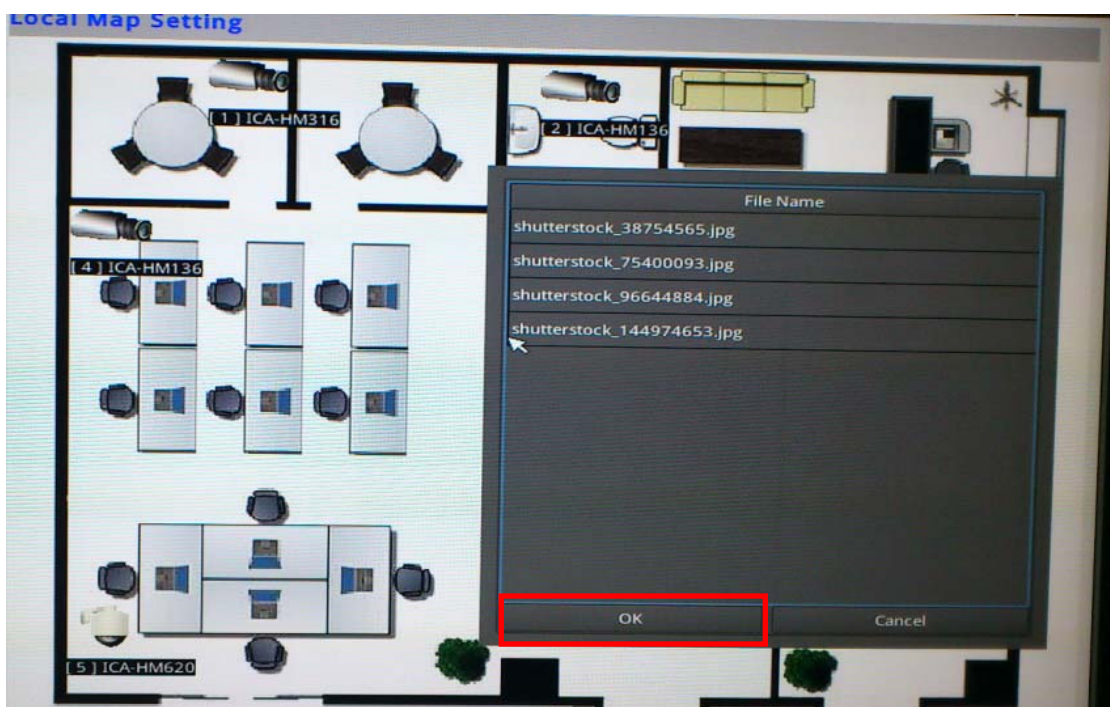 Local Map Setting
[ 1 ] ICA-HM316
[ 2 ] ICA-HM136
File Name
shutterstock_38754565.jpg
shutterstock_75400093.jpg
shutterstock_96644884.jpg
shutterstock_144974653.jpg
[ 4 ] ICA-HM136
OK
Cancel
[ 5 ] ICA-HM620